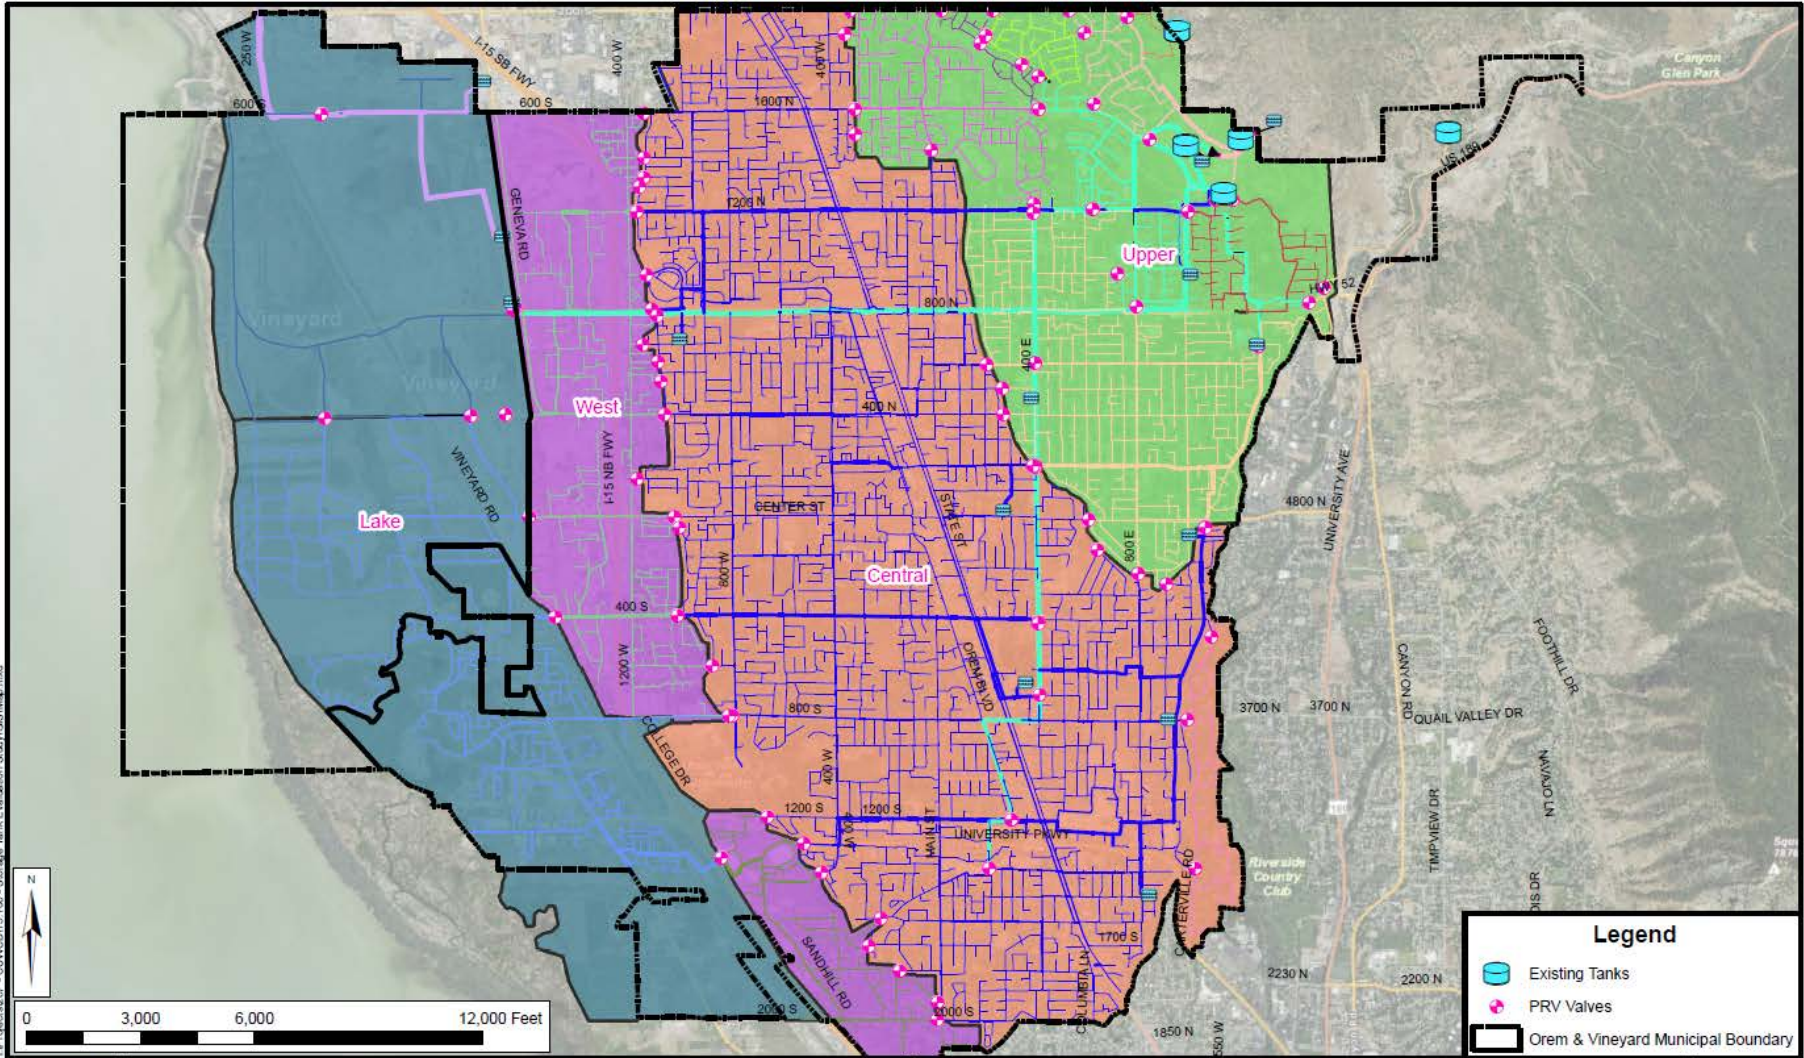 250 W
I-15 SB FWY
400 W
400 W
Canyon
Glen Park
600 S
600 S
1600 N
US 189
GENEVA RD
1200 N
Upper
HWY 52
800 N
Vineyard
400 E
Vineyard
West
400 N
VINEYARD RD
I-15 NB FWY
UNIVERSITY AVE
CENTER ST
STATE ST
4800 N
Lake
800 E
800 W
Central
400 S
FOOTHILL DR
1200 W
OREM BLVD
CANYON RD
800 S
3700 N
3700 N
QUAIL VALLEY DR
COLLEGE DR
400 W
NAVAJO LN
1200 S
1200 S
400 W
MAIN ST
UNIVERSITY PKWY
TIMPVIEW DR
Riverside
Country
Club
CARTERVILLE RD
N
1700 S
SANDHILL RD
COLUMBIA LN
2230 N
2200 N
2000 S
2000 S
1850 N
550 W
0
3,000
6,000
12,000 Feet
Legend
Existing Tanks
PRV Valves
Orem & Vineyard Municipal Boundary